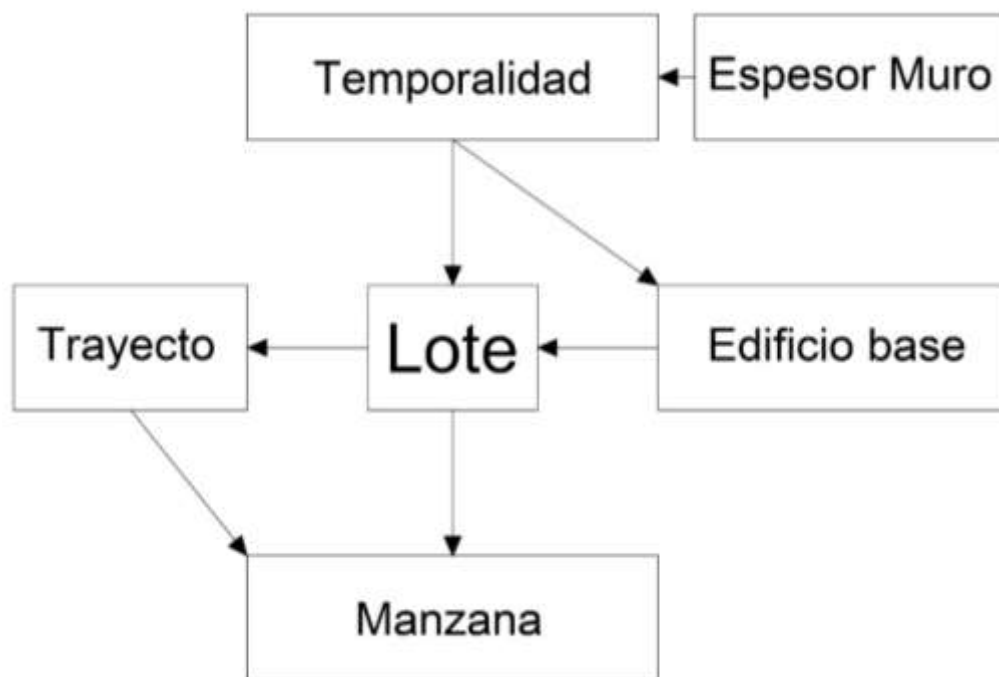 Temporalidad
Espesor Muro
Trayecto
Lote
Edificio base
Manzana